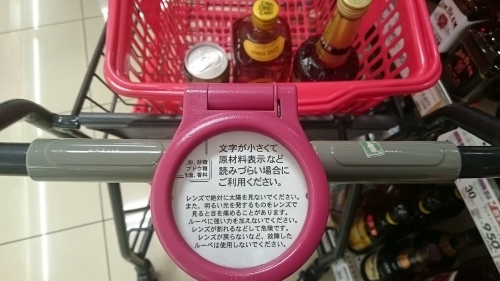 文字が小さくて
原材料表示など
読みづらい場合に
ご利用ください。
レンズで絶対に太陽を見ないでください。
また、明るい光を発するものをレンズで
見ると目を痛めることがあります。
ルーペに強い力を加えないでください。
レンズが割れるなどして危険です。
レンズが戻らないなど、故障した
ルーペは使用しないでください。